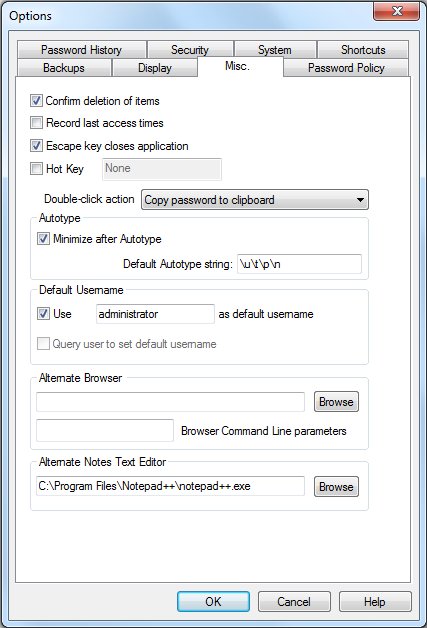 Options
Password History Security System Shortcuts
Backups Display Misc. Password Policy
Confirm deletion of items
Record last access times
Escape key closes application
Hot Key None
Double-click action Copy password to clipboard
Autotype
Minimize after Autotype
Default Autotype string: \u\t\p\n
Default Username
Use administrator as default username
Query user to set default username
Alternate Browser
Browse
Browser Command Line parameters
Alternate Notes Text Editor
C:\Program Files\Notepad++\notepad++.exe Browse
OK Cancel Help